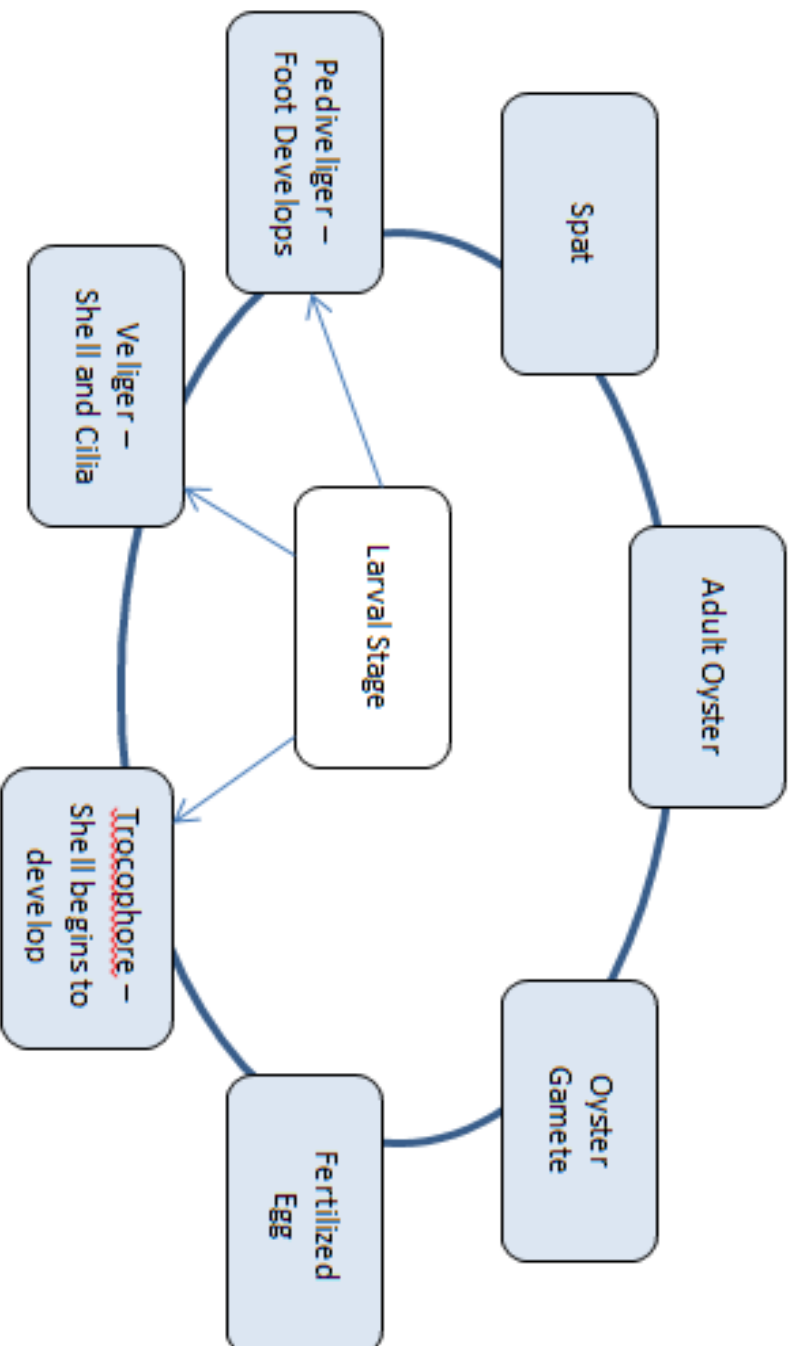 Adult Oyster
Spat
Oyster
Gamete
Larval Stage
Pediveliger –
Foot Develops
Fertilized
Egg
Veliger –
Shell and Cilia
Trocophore –
Shell begins to
develop